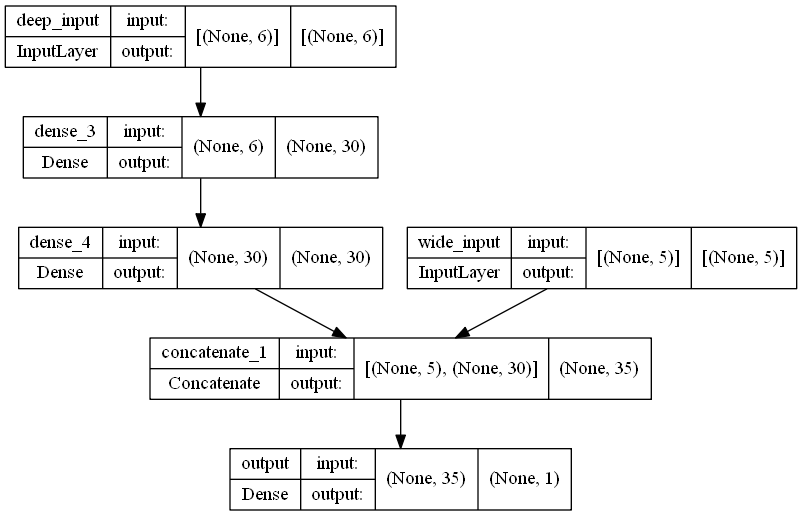 deep_input input: [(None, 6)] [(None, 6)]
InputLayer output:
dense_3 input: (None, 6) (None, 30)
Dense output:
dense_4 input: (None, 30) (None, 30)
Dense output:
wide_input input: [(None, 5)] [(None, 5)]
InputLayer output:
concatenate_1 input: [(None, 5), (None, 30)] (None, 35)
Concatenate output:
output input: (None, 35) (None, 1)
Dense output: